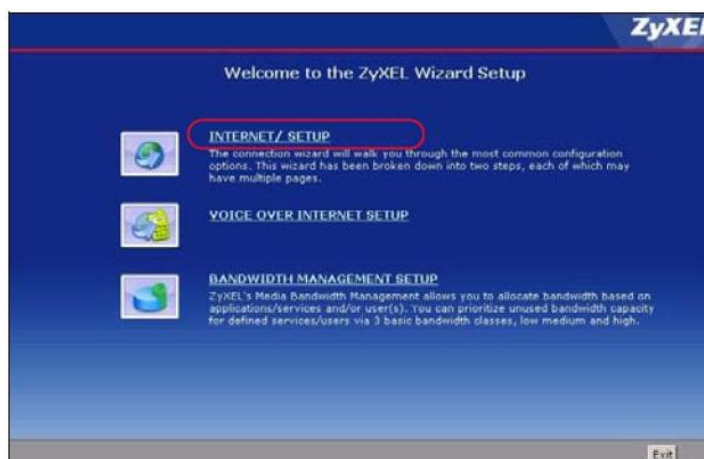 ZyXEL
Welcome to the ZyXEL Wizard Setup
INTERNET/ SETUP
The connection wizard will walk you through the most common configuration
options. This wizard has been broken down into two steps, each of which may
have multiple pages.
VOICE OVER INTERNET SETUP
BANDWIDTH MANAGEMENT SETUP
ZyXEL's Media Bandwidth Management allows you to allocate bandwidth based on
applications/services and/or user(s). You can prioritize unused bandwidth capacity
for defined services/users via 3 basic bandwidth classes, low medium and high.
Exit